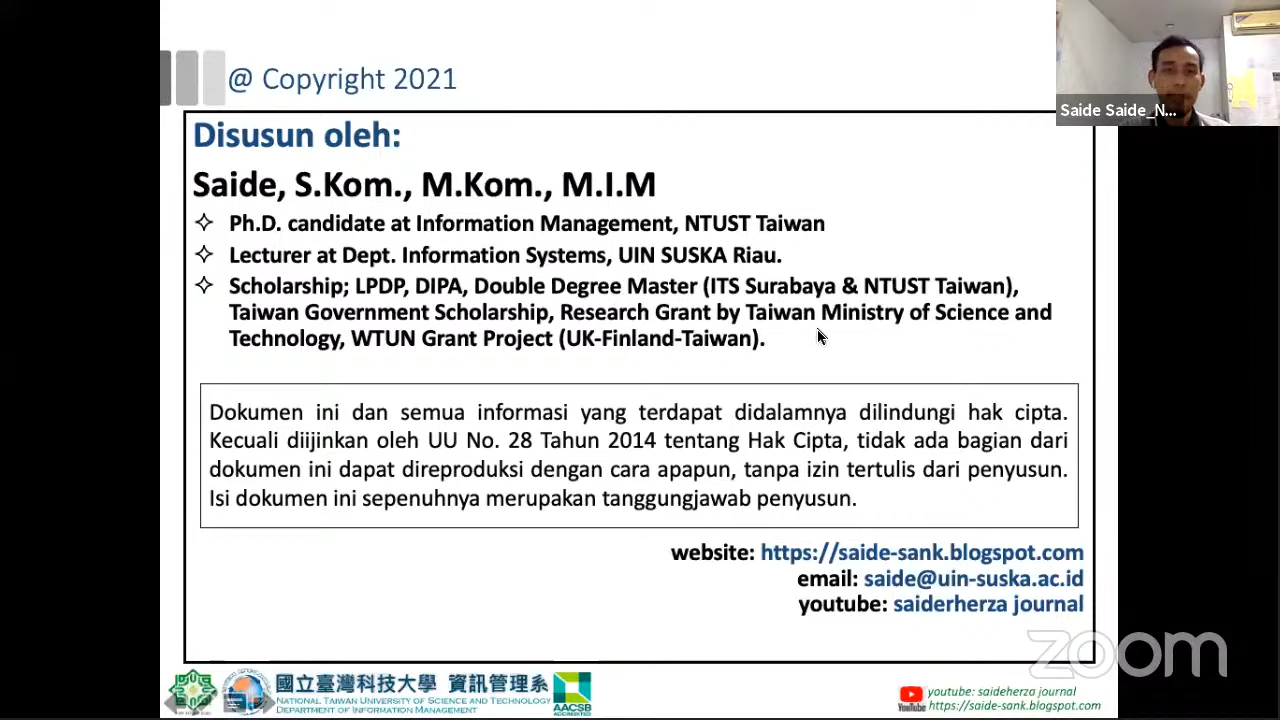 @ Copyright 2021
Saide Saide_N...
Disusun oleh:
Saide, S.Kom., M.Kom., M.I.M
Ph.D. candidate at Information Management, NTUST Taiwan
Lecturer at Dept. Information Systems, UIN SUSKA Riau.
Scholarship; LPDP, DIPA, Double Degree Master (ITS Surabaya & NTUST Taiwan),
Taiwan Government Scholarship, Research Grant by Taiwan Ministry of Science and
Technology, WTUN Grant Project (UK-Finland-Taiwan).
Dokumen ini dan semua informasi yang terdapat didalamnya dilindungi hak cipta.
Kecuali diijinkan oleh UU No. 28 Tahun 2014 tentang Hak Cipta, tidak ada bagian dari
dokumen ini dapat direproduksi dengan cara apapun, tanpa izin tertulis dari penyusun.
Isi dokumen ini sepenuhnya merupakan tanggungjawab penyusun.
website: https://saide-sank.blogspot.com
email: saide@uin-suska.ac.id
youtube: saiderherza journal
zoom
國立臺灣科技大學 資訊管理系
NATIONAL TAIWAN UNIVERSITY OF SCIENCE AND TECHNOLOGY
DEPARTMENT OF INFORMATION MANAGEMENT
AACSB
ACCREDITED
YouTube
youtube: saideherza journal
https://saide-sank.blogspot.com